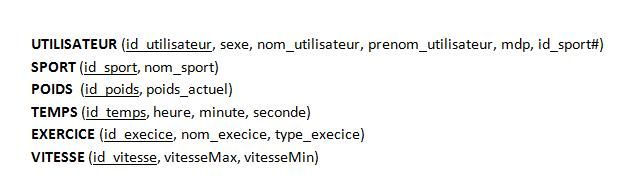 UTILISATEUR (id_utilisateur, sexe, nom_utilisateur, prenom_utilisateur, mdp, id_sport#)
SPORT (id_sport, nom_sport)
POIDS (id_poids, poids_actuel)
TEMPS (id_temps, heure, minute, seconde)
EXERCICE (id_execice, nom_execice, type_execice)
VITESSE (id_vitesse, vitesseMax, vitesseMin)